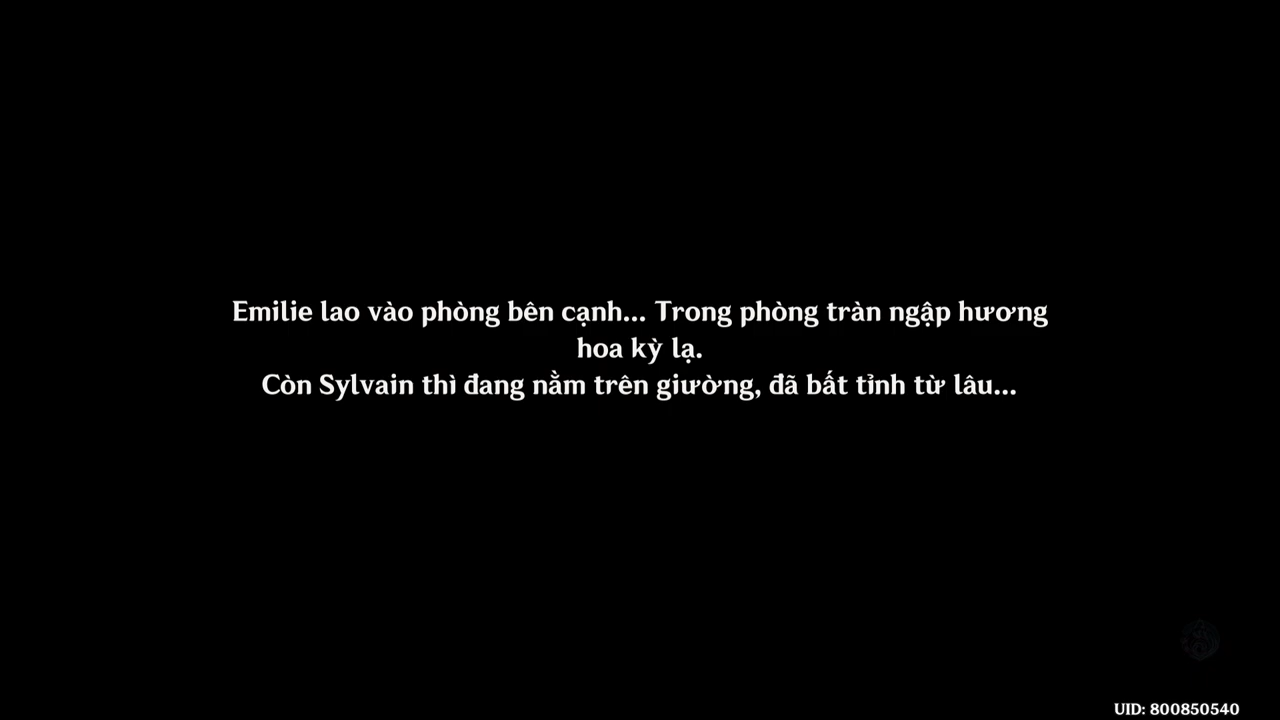 Emilie lao vào phòng bên cạnh... Trong phòng tràn ngập hương
hoa kỳ lạ.
Còn Sylvain thì đang nằm trên giường, đã bất tỉnh từ lâu...
UID: 800850540